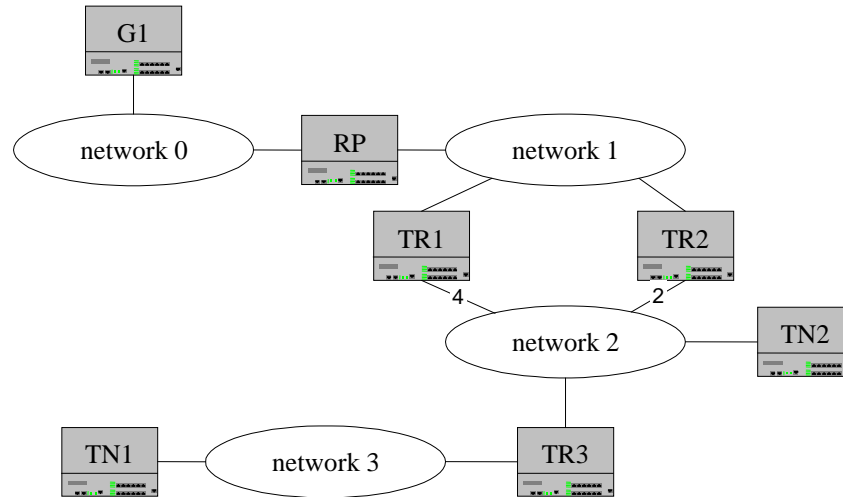 G1
network 0
RP
network 1
TR1
TR2
4
2
network 2
TN2
TN1
network 3
TR3